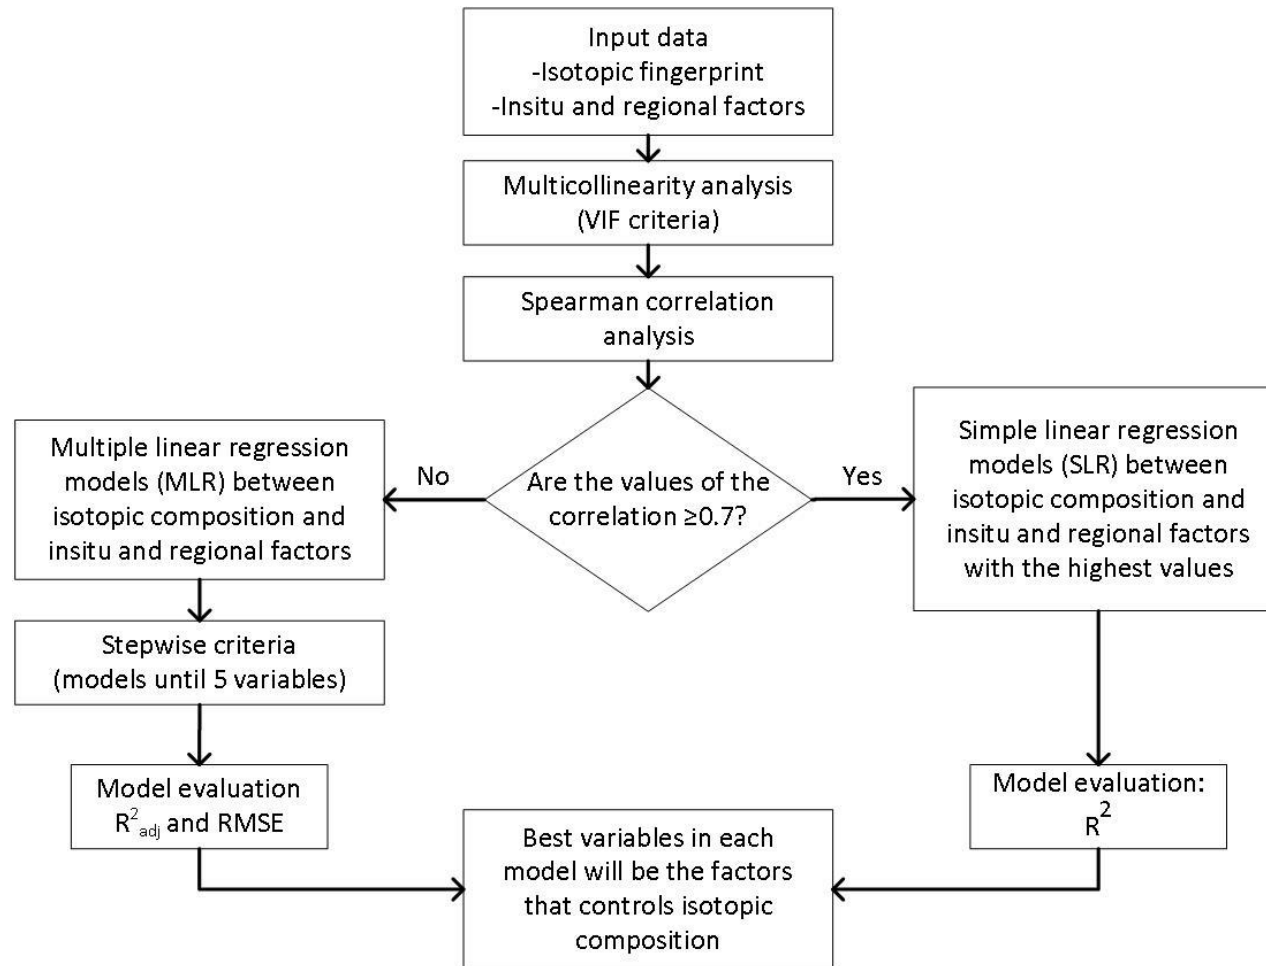 Input data
-Isotopic fingerprint
-Insitu and regional factors
Multicollinearity analysis
(VIF criteria)
Spearman correlation
analysis
Are the values of the
correlation ≥0.7?
No
Yes
Multiple linear regression
models (MLR) between
isotopic composition and
insitu and regional factors
Stepwise criteria
(models until 5 variables)
Model evaluation
R²adj and RMSE
Simple linear regression
models (SLR) between
isotopic composition and
insitu and regional factors
with the highest values
Model evaluation:
R²
Best variables in each
model will be the factors
that controls isotopic
composition